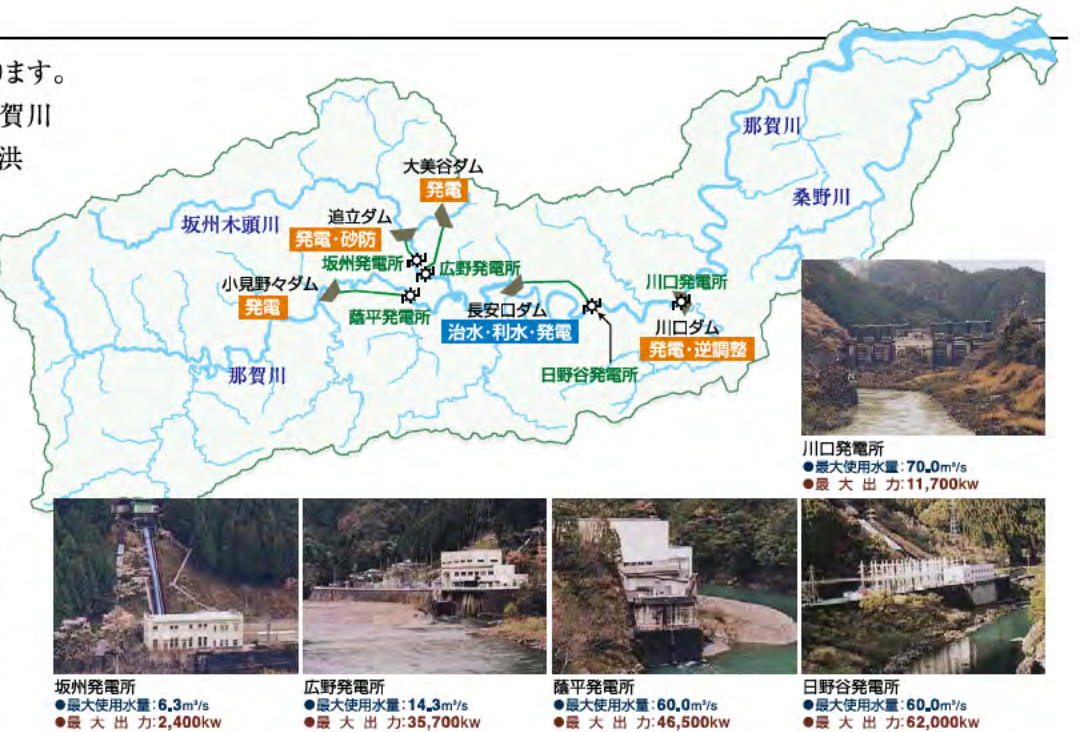 ります。
賀川
洪
那賀川
大美谷ダム
発電
桑野川
坂州木頭川
追立ダム
発電・砂防
坂州発電所
広野発電所
小見野々ダム
発電
川口発電所
蔭平発電所
長安口ダム
治水・利水・発電
川口ダム
発電・逆調整
那賀川
日野谷発電所
川口発電所
●最大使用水量:70.0m³/s
●最大出力:11,700kw
坂州発電所
●最大使用水量:6.3m³/s
●最大出力:2,400kw
広野発電所
●最大使用水量:14.3m³/s
●最大出力:35,700kw
蔭平発電所
●最大使用水量:60.0m³/s
●最大出力:46,500kw
日野谷発電所
●最大使用水量:60.0m³/s
●最大出力:62,000kw